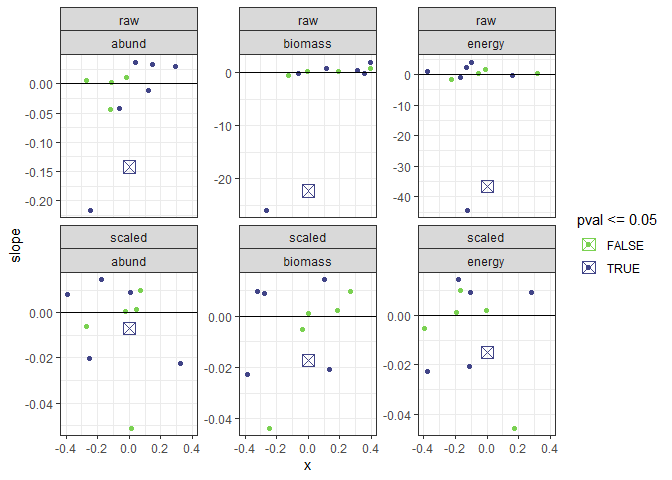 raw
raw
raw
abund
biomass
energy
0.00
-0.05
-0.10
-0.15
-0.20
0
-10
-20
0
-10
-20
-30
-40
scaled
scaled
scaled
abund
biomass
energy
0.00
-0.02
-0.04
0.00
-0.02
-0.04
0.00
-0.02
-0.04
-0.4 -0.2 0.0 0.2 0.4
-0.4 -0.2 0.0 0.2 0.4
-0.4 -0.2 0.0 0.2 0.4
x
slope
pval <= 0.05
FALSE
TRUE